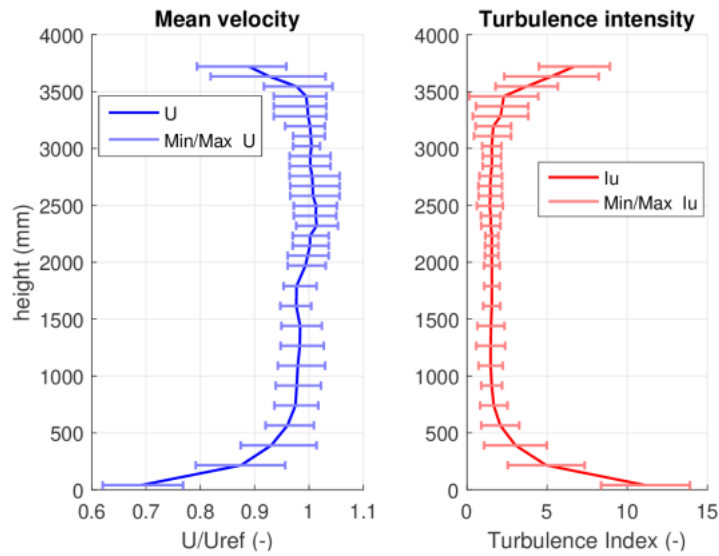 Mean velocity
4000
3500
3000
2500
2000
1500
1000
500
0
height (mm)
U
Min/Max U
0.6 0.7 0.8 0.9 1 1.1
U/Uref (-)
Turbulence intensity
4000
3500
3000
2500
2000
1500
1000
500
0
Iu
Min/Max Iu
0 5 10 15
Turbulence Index (-)